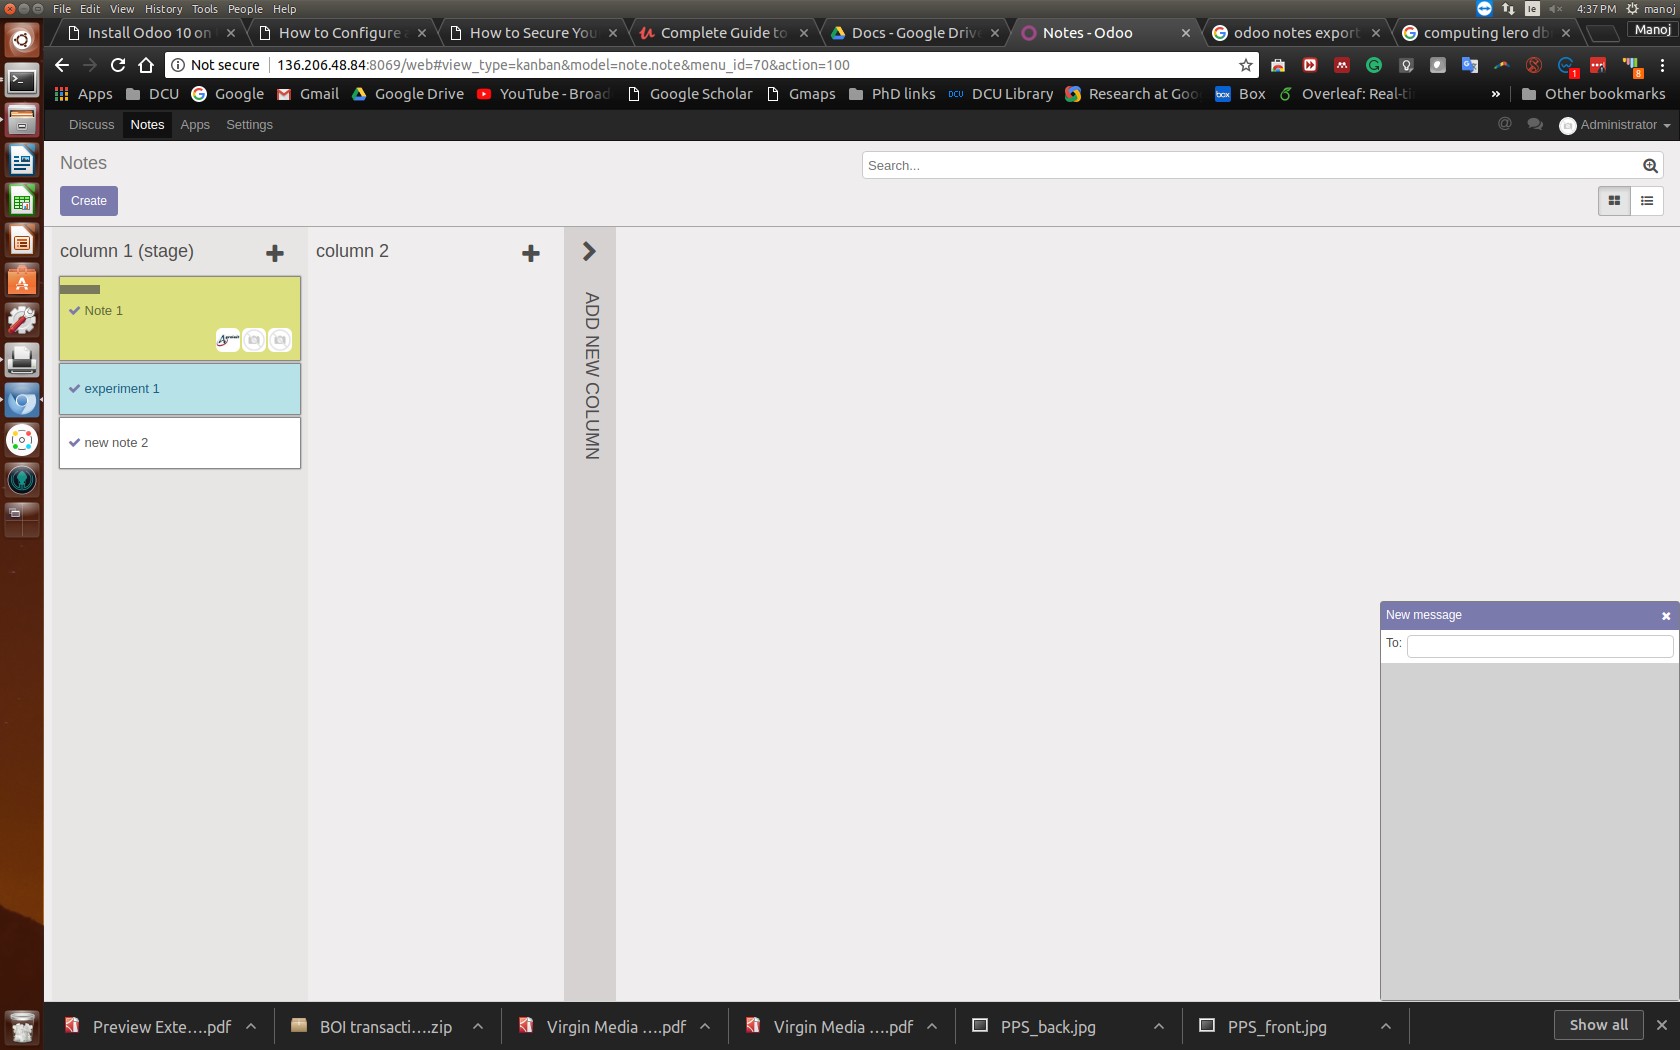 File Edit View History Tools People Help
4:37 PM manoj
Install Odoo 10 on
How to Configure
How to Secure You
Complete Guide to
Docs - Google Drive
Notes - Odoo
odoo notes export
computing lero db
Manoj
Not secure 136.206.48.84:8069/web#view_type=kanban&model=note.note&menu_id=70&action=100
1
8
Apps DCU Google Gmail Google Drive YouTube - Broad Google Scholar Gmaps PhD links DCU DCU Library Research at Goo box Box Overleaf: Real-ti » Other bookmarks
Discuss Notes Apps Settings
@ Administrator
Notes
Search...
Create
column 1 (stage)
column 2
ADD NEW COLUMN
Note 1
experiment 1
new note 2
New message
To:
Preview Exte....pdf
BOI transacti....zip
Virgin Media ....pdf
Virgin Media ....pdf
PPS_back.jpg
PPS_front.jpg
Show all